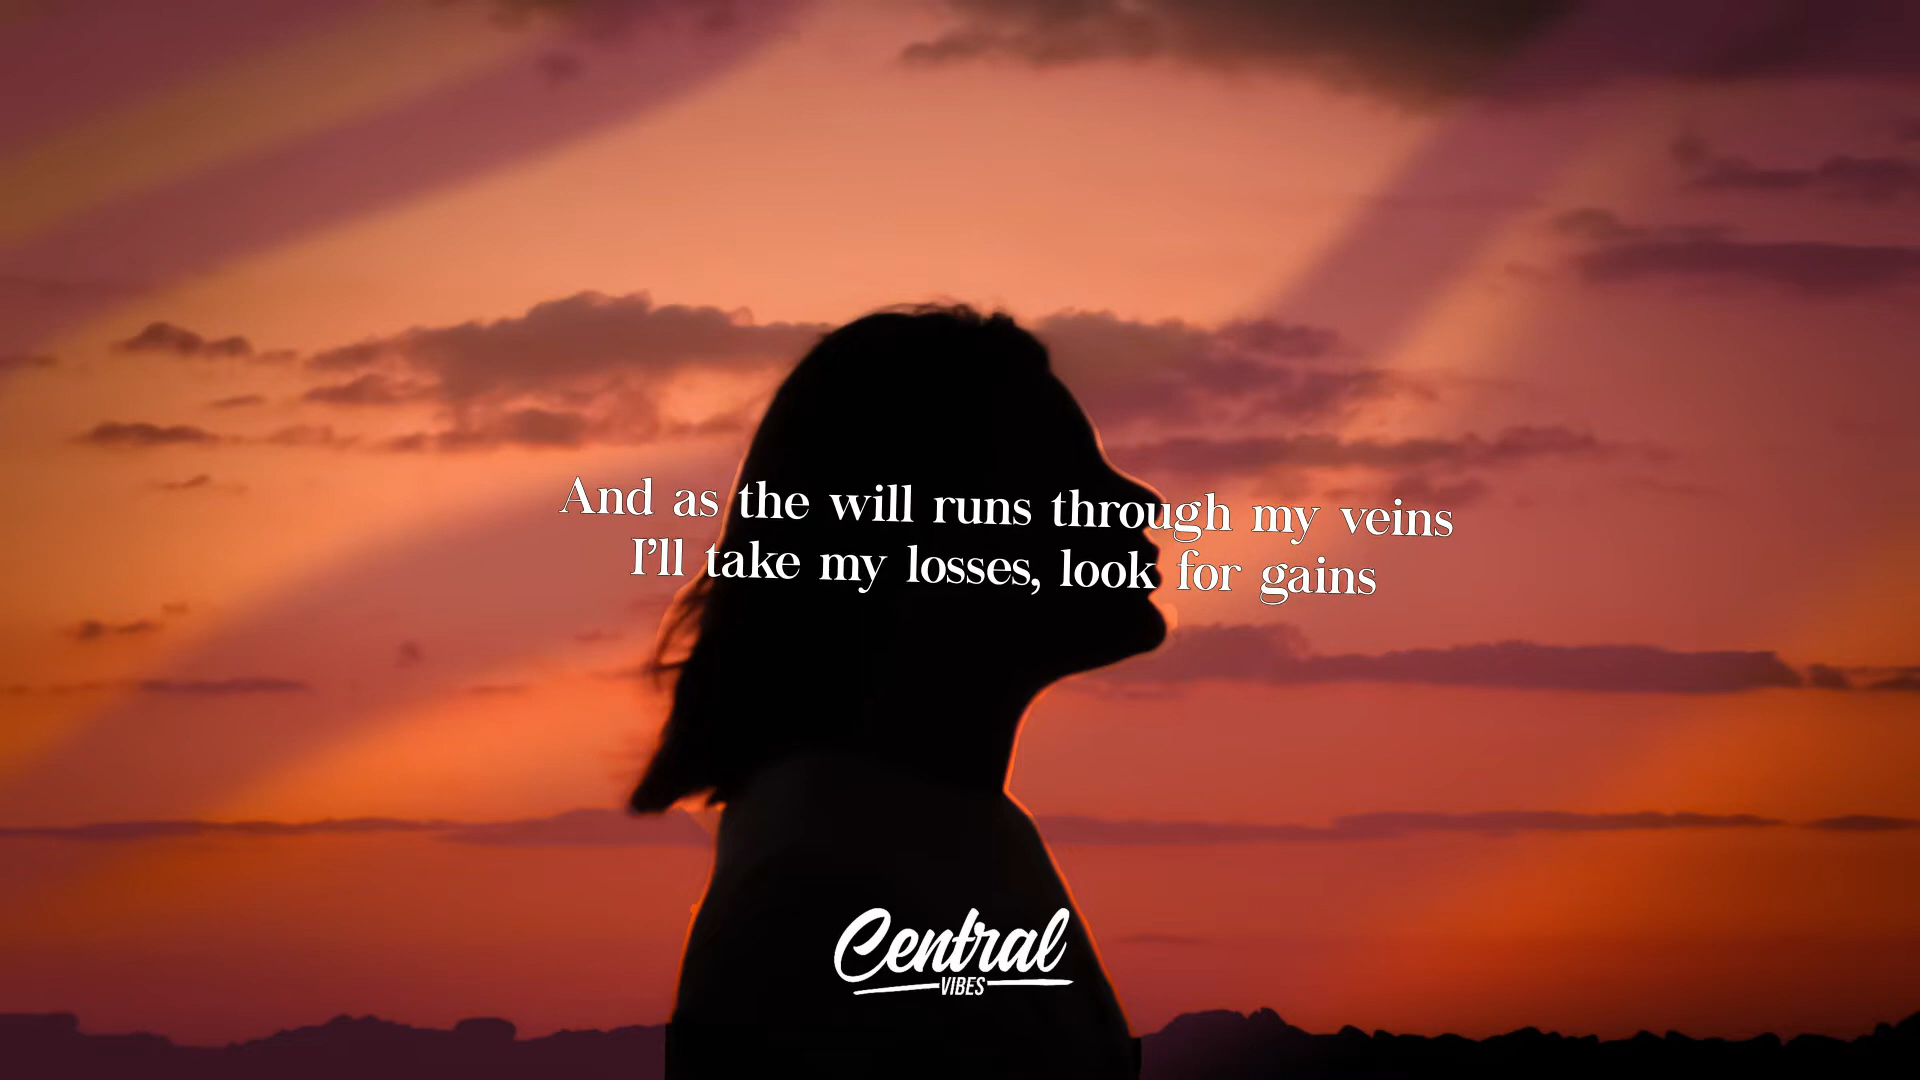 And as the will runs through my veins
I’ll take my losses, look for gains
Central
VIBES